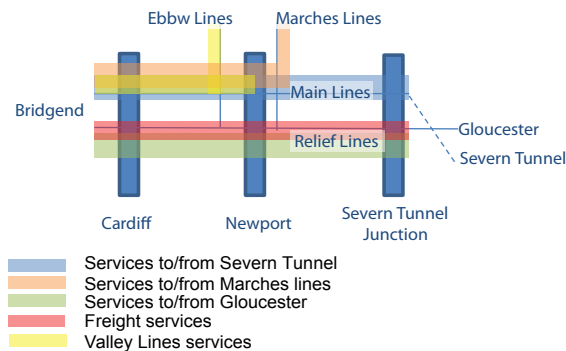 Ebbw Lines
Marches Lines
Main Lines
Bridgend
Gloucester
Relief Lines
Severn Tunnel
Cardiff
Newport
Severn Tunnel
Junction
Services to/from Severn Tunnel
Services to/from Marches lines
Services to/from Gloucester
Freight services
Valley Lines services